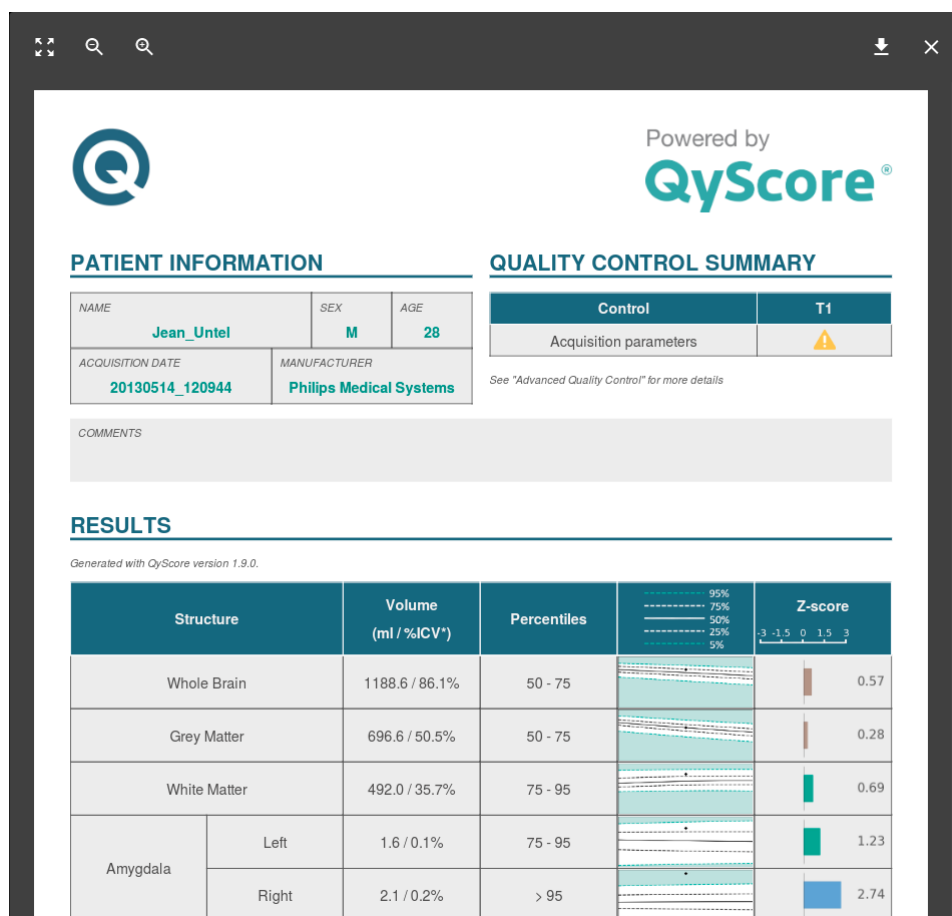 Powered by
QyScore®
PATIENT INFORMATION
QUALITY CONTROL SUMMARY
NAME SEX AGE
Jean_Untel M 28
ACQUISITION DATE MANUFACTURER
20130514_120944 Philips Medical Systems
Control T1
Acquisition parameters
See "Advanced Quality Control" for more details
COMMENTS
RESULTS
Generated with QyScore version 1.9.0.
Structure Volume (ml / %ICV*) Percentiles 95% 75% 50% 25% 5% Z-score -3 -1.5 0 1.5 3
Whole Brain 1188.6 / 86.1% 50 - 75 0.57
Grey Matter 696.6 / 50.5% 50 - 75 0.28
White Matter 492.0 / 35.7% 75 - 95 0.69
Amygdala Left 1.6 / 0.1% 75 - 95 1.23
Right 2.1 / 0.2% > 95 2.74